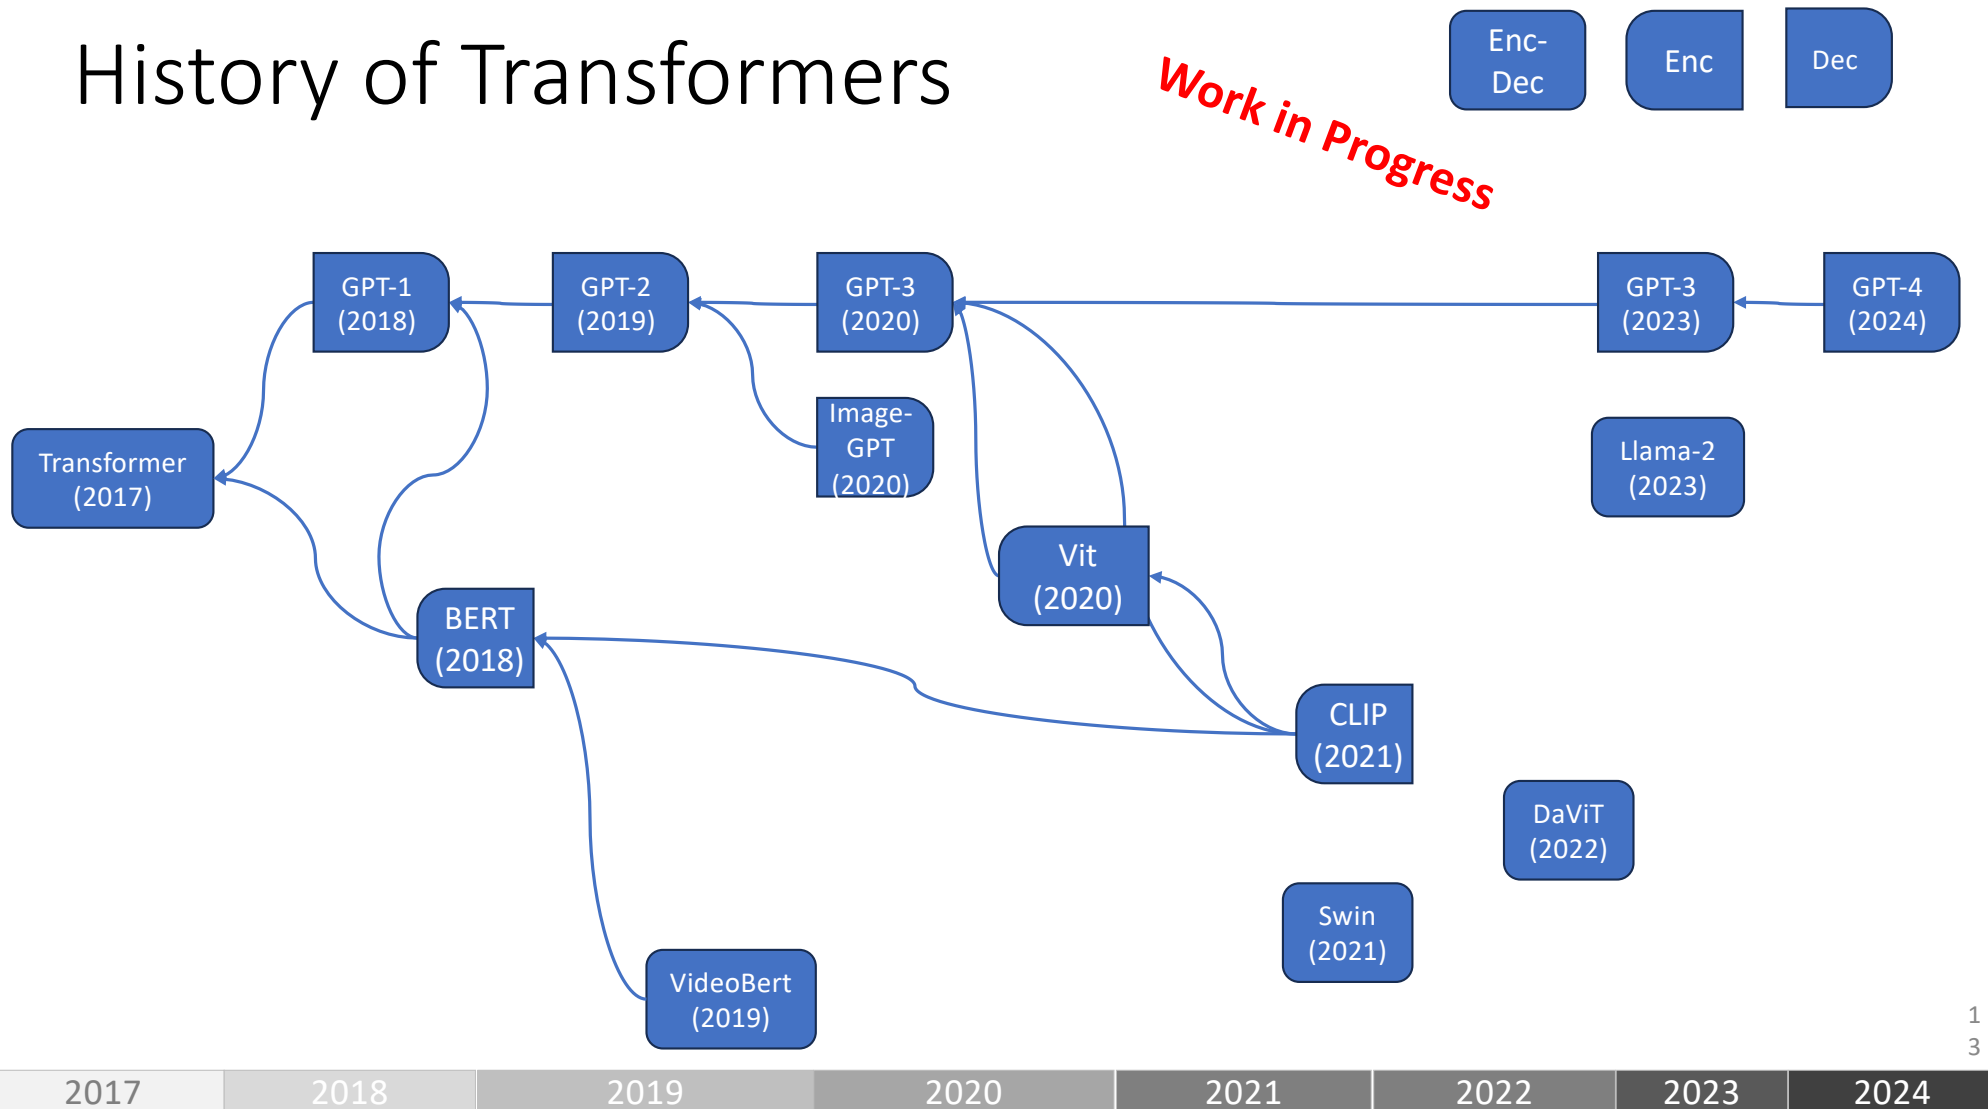 History of Transformers
Work in Progress
Enc-
Dec
Enc
Dec
GPT-1
(2018)
GPT-2
(2019)
GPT-3
(2020)
GPT-3
(2023)
GPT-4
(2024)
Image-
GPT
(2020)
Transformer
(2017)
Llama-2
(2023)
Vit
(2020)
BERT
(2018)
CLIP
(2021)
DaViT
(2022)
Swin
(2021)
VideoBert
(2019)
1
3
2017
2018
2019
2020
2021
2022
2023
2024